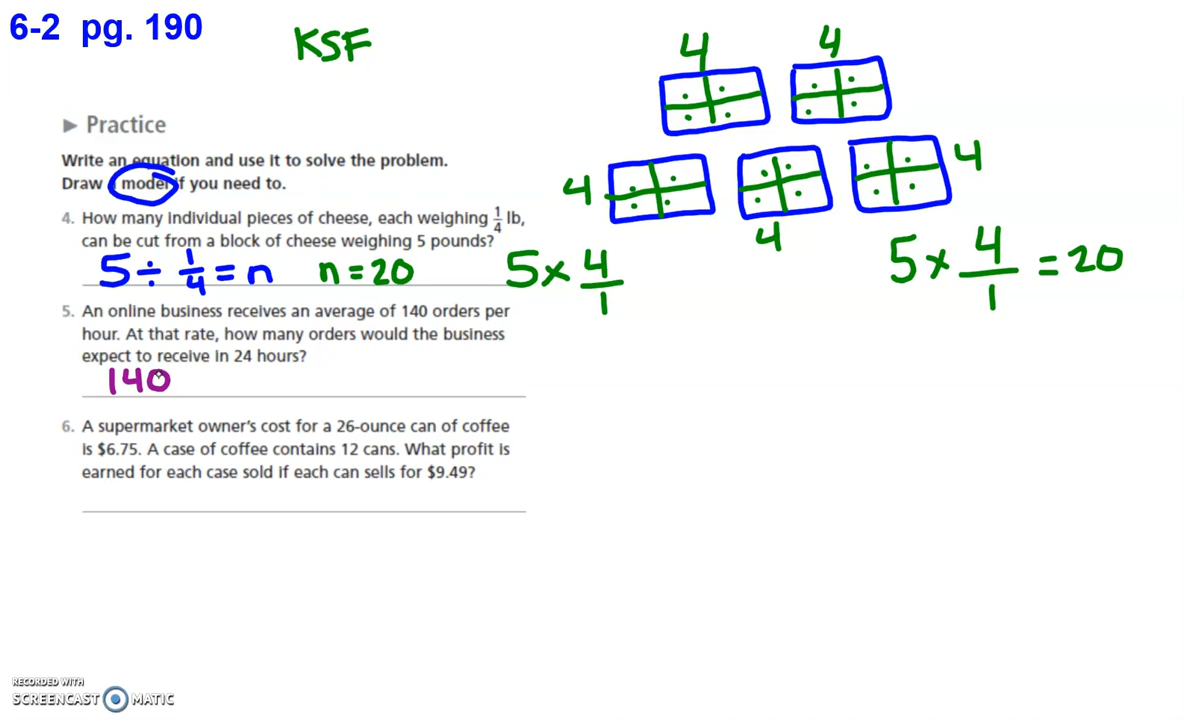 6-2 pg. 190
KSF
4 4
▶ Practice
Write an equation and use it to solve the problem.
Draw a model if you need to.
4 4
4
4. How many individual pieces of cheese, each weighing 1/4 lb,
can be cut from a block of cheese weighing 5 pounds?
5 ÷ 1/4 = n n = 20 5 × 4/1 5 × 4/1 = 20
5. An online business receives an average of 140 orders per
hour. At that rate, how many orders would the business
expect to receive in 24 hours?
140
6. A supermarket owner's cost for a 26-ounce can of coffee
is $6.75. A case of coffee contains 12 cans. What profit is
earned for each case sold if each can sells for $9.49?
RECORDED WITH
SCREENCAST MATIC